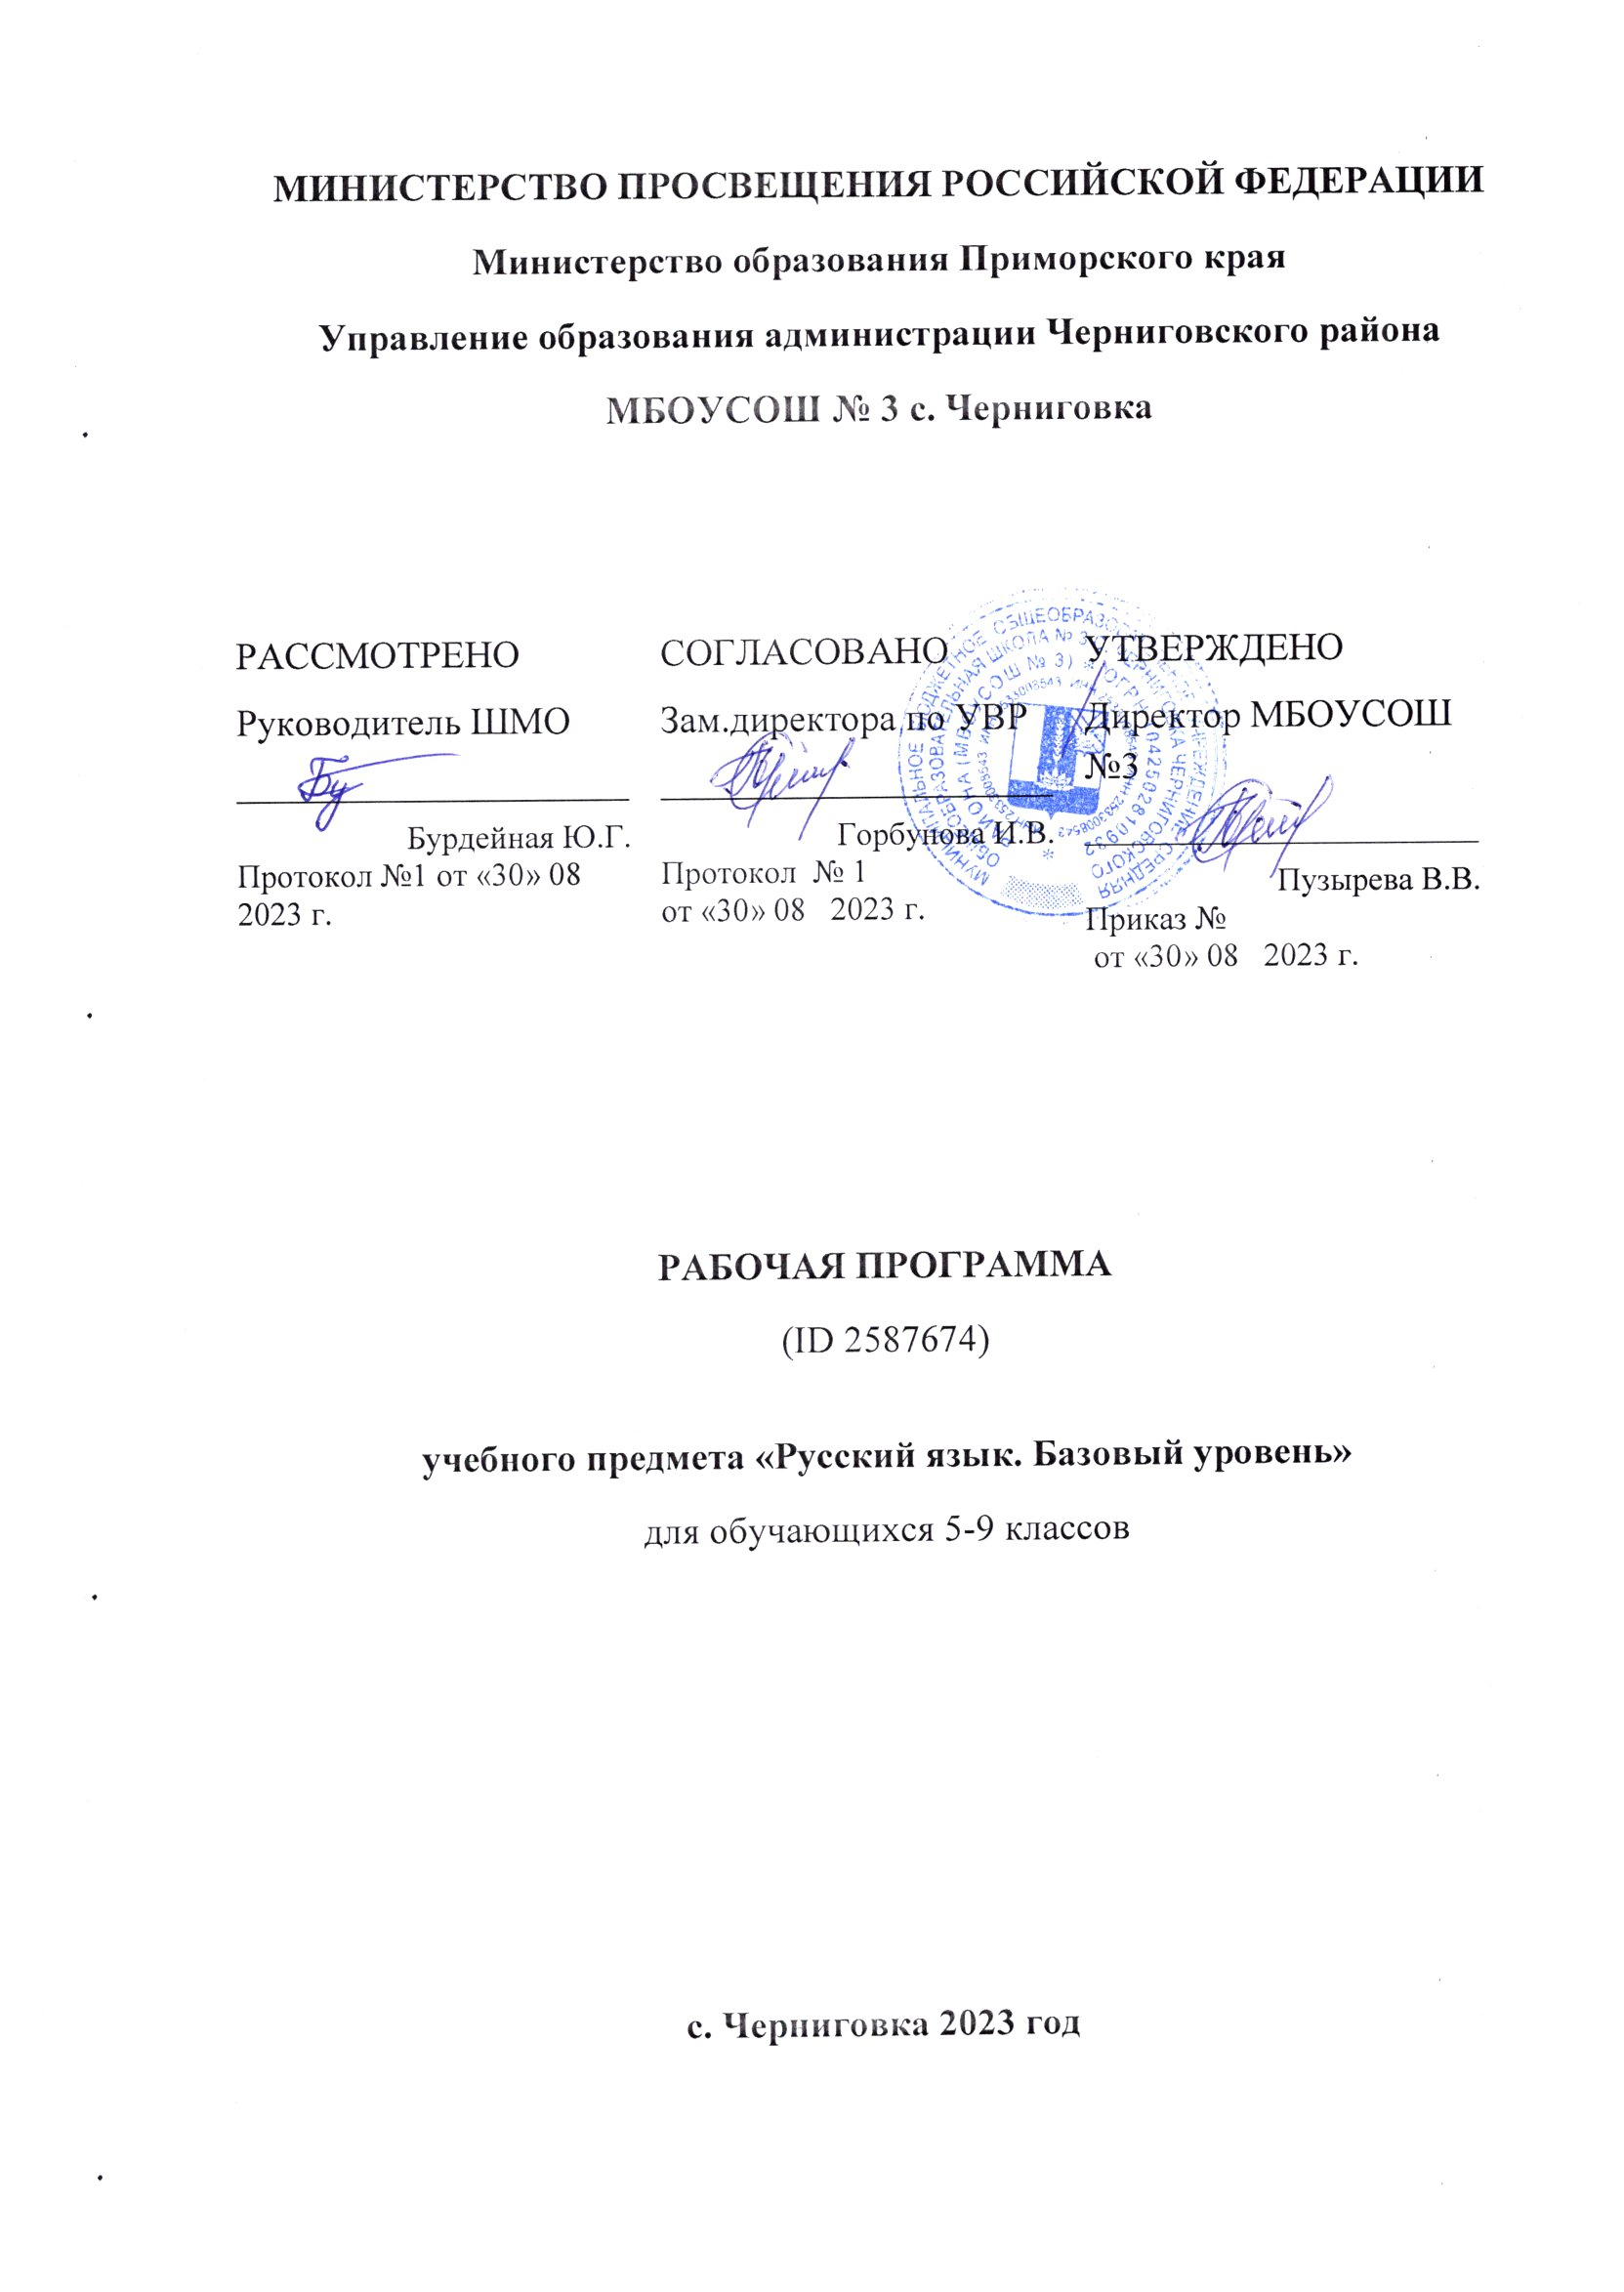 МИНИСТЕРСТВО ПРОСВЕЩЕНИЯ РОССИЙСКОЙ ФЕДЕРАЦИИ
Министерство образования Приморского края
Управление образования администрации Черниговского района
МБОУСОШ № 3 с. Черниговка
РАССМОТРЕНО
Руководитель ШМО
Бурдейная Ю.Г.
Протокол №1 от «30» 08
2023 г.
СОГЛАСОВАНО
Зам.директора по УВР
Горбунова И.В.
Протокол № 1
от «30» 08 2023 г.
УТВЕРЖДЕНО
Директор МБОУСОШ
№3
Пузырева В.В.
Приказ №
от «30» 08 2023 г.
РАБОЧАЯ ПРОГРАММА
(ID 2587674)
учебного предмета «Русский язык. Базовый уровень»
для обучающихся 5-9 классов
с. Черниговка 2023 год